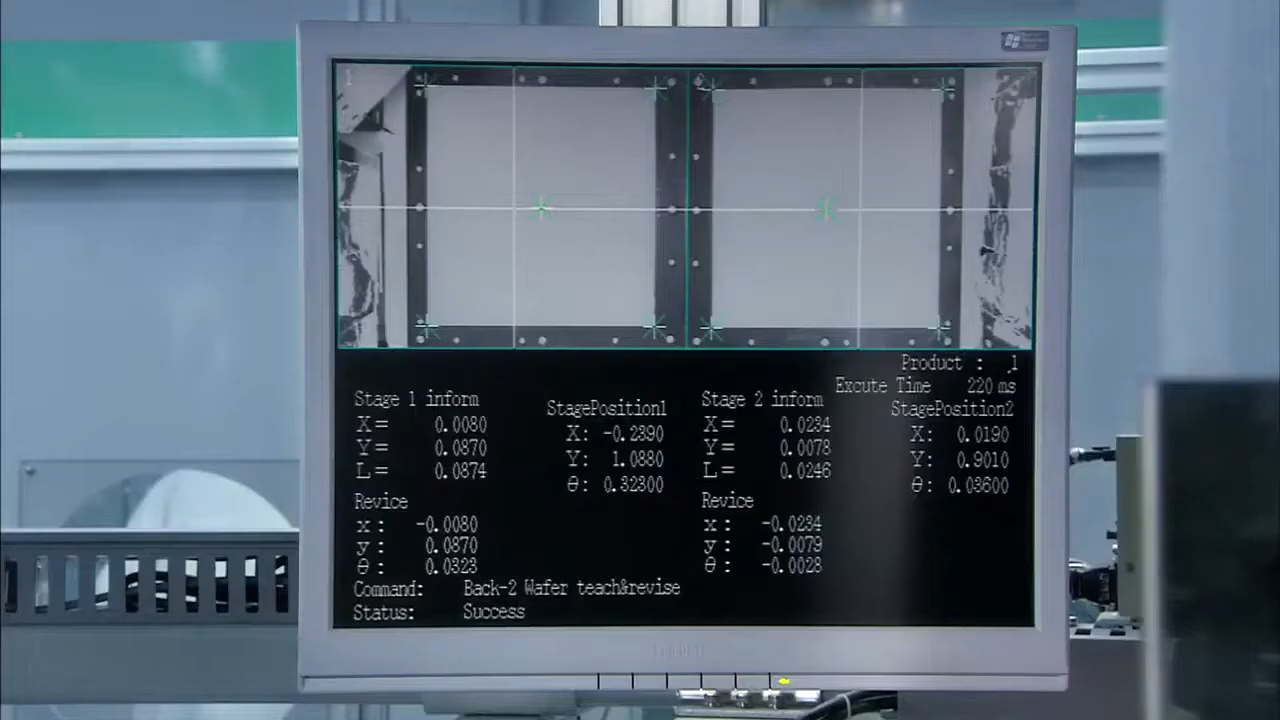 Product : 1
Excute Time 220 ms
Stage 1 inform
X= 0.0080
Y= 0.0870
L= 0.0874
StagePosition1
X: -0.2390
Y: 1.0880
θ: 0.32300
Revice
x: -0.0080
y: 0.0870
θ: 0.0323
Stage 2 inform
X= 0.0234
Y= 0.0078
L= 0.0246
StagePosition2
X: 0.0190
Y: 0.9010
θ: 0.03600
Revice
x: -0.0234
y: -0.0079
θ: -0.0028
Command: Back-2 Wafer teach&revise
Status: Success